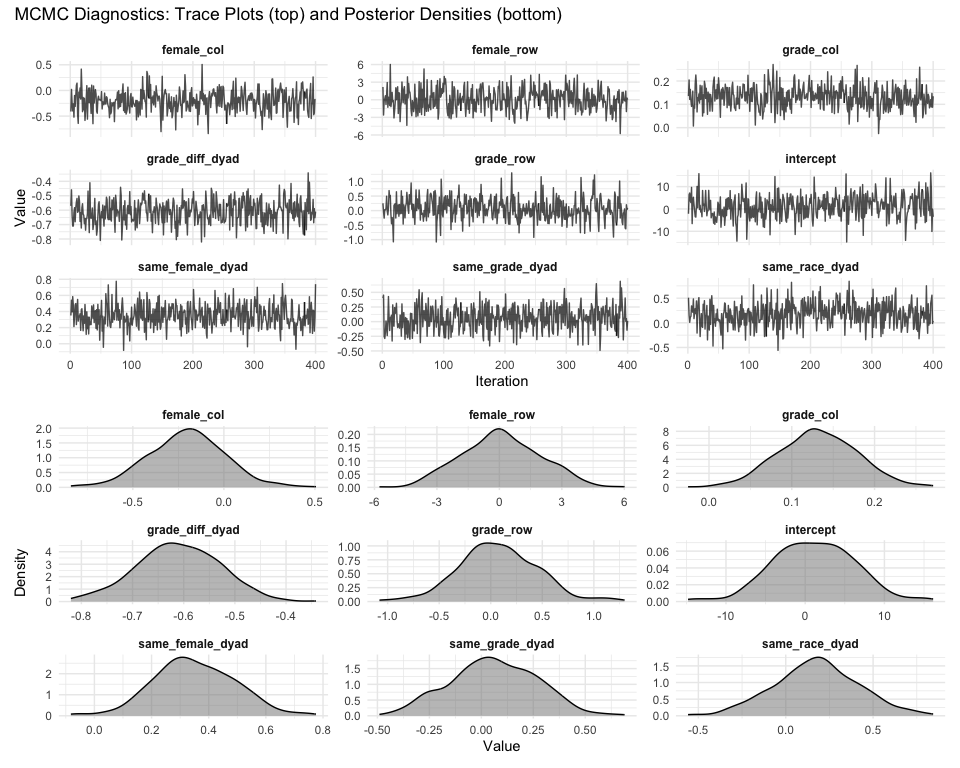 MCMC Diagnostics: Trace Plots (top) and Posterior Densities (bottom)
female_col female_row grade_col
0.5 0.0 -0.5
6 3 0 -3 -6
0.2 0.1 0.0
grade_diff_dyad grade_row intercept
-0.4 -0.5 -0.6 -0.7 -0.8
1.0 0.5 0.0 -0.5 -1.0
10 0 -10
Value
same_female_dyad same_grade_dyad same_race_dyad
0.8 0.6 0.4 0.2 0.0
0.50 0.25 0.00 -0.25 -0.50
0.5 0.0 -0.5
0 100 200 300 400 0 100 200 300 400 0 100 200 300 400
Iteration
female_col female_row grade_col
2.0 1.5 1.0 0.5 0.0
0.20 0.15 0.10 0.05 0.00
8 6 4 2 0
-0.5 0.0 0.5 -6 -3 0 3 6 0.0 0.1 0.2
grade_diff_dyad grade_row intercept
4 3 2 1 0
1.00 0.75 0.50 0.25 0.00
0.06 0.04 0.02 0.00
-0.8 -0.7 -0.6 -0.5 -0.4 -1.0 -0.5 0.0 0.5 1.0 -10 0 10
Density
same_female_dyad same_grade_dyad same_race_dyad
2 1 0
1.5 1.0 0.5 0.0
1.5 1.0 0.5 0.0
0.0 0.2 0.4 0.6 0.8 -0.50 -0.25 0.00 0.25 0.50 -0.5 0.0 0.5
Value